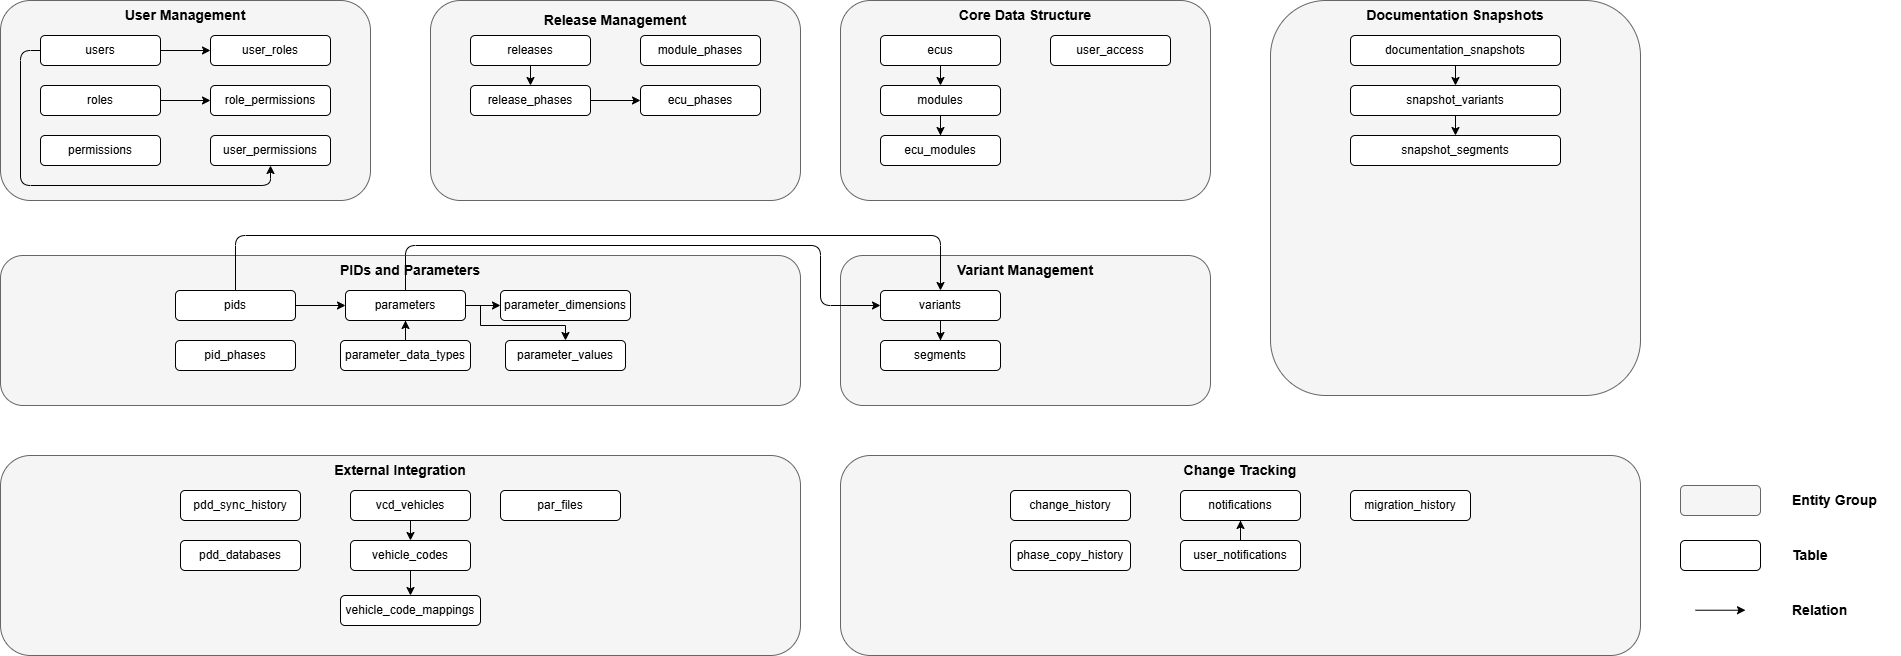 User Management
users
user_roles
roles
role_permissions
permissions
user_permissions
Release Management
releases
module_phases
release_phases
ecu_phases
Core Data Structure
ecus
user_access
modules
ecu_modules
Documentation Snapshots
documentation_snapshots
snapshot_variants
snapshot_segments
PIDs and Parameters
pids
parameters
parameter_dimensions
pid_phases
parameter_data_types
parameter_values
Variant Management
variants
segments
External Integration
pdd_sync_history
vcd_vehicles
par_files
pdd_databases
vehicle_codes
vehicle_code_mappings
Change Tracking
change_history
notifications
migration_history
phase_copy_history
user_notifications
Entity Group
Table
Relation